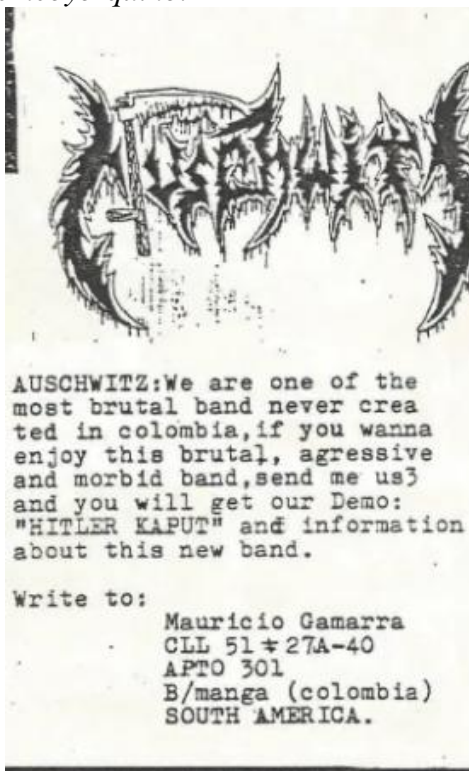 AUSCHWITZ
AUSCHWITZ:We are one of the
most brutal band never crea
ted in colombia,if you wanna
enjoy this brutal, agressive
and morbid band,send me us3
and you will get our Demo:
"HITLER KAPUT" and information
about this new band.
Write to:
Mauricio Gamarra
CLL 51 # 27A-40
APTO 301
B/manga (colombia)
SOUTH AMERICA.